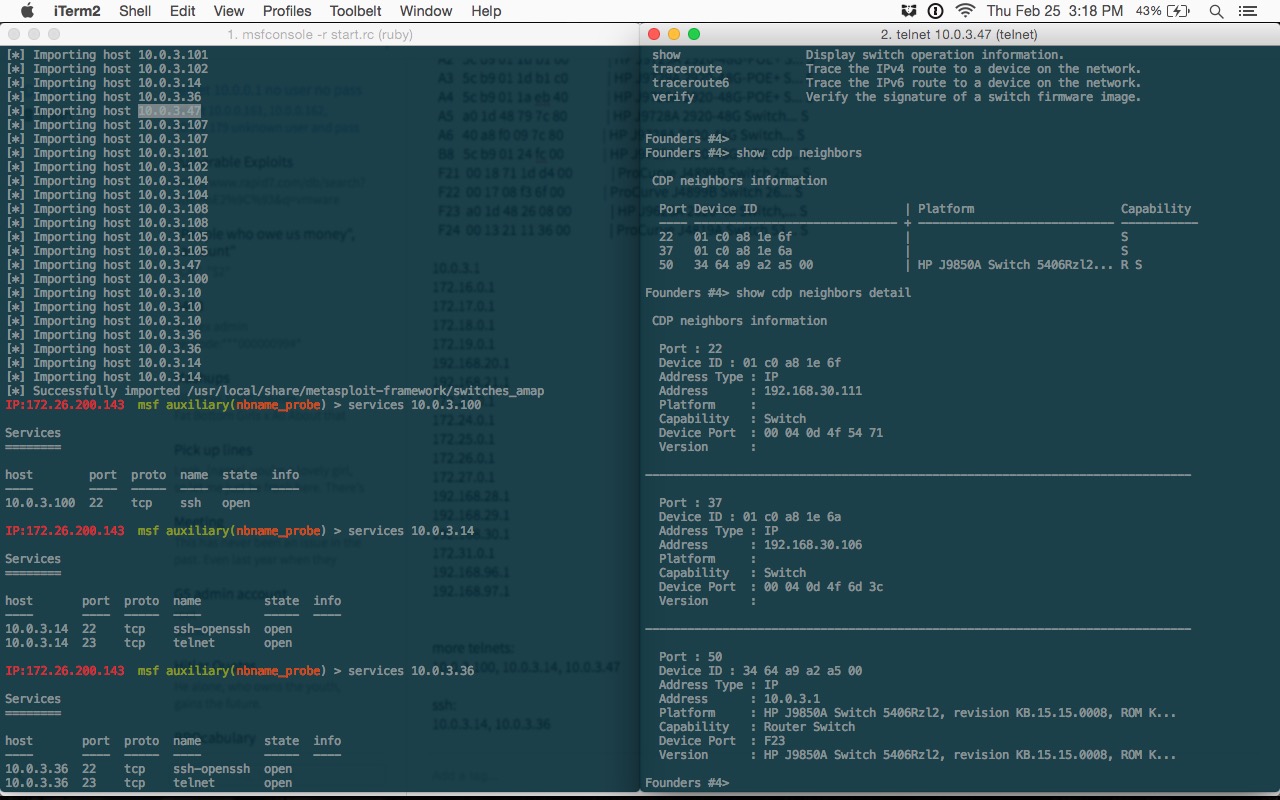 iTerm2 Shell Edit View Profiles Toolbelt Window Help Thu Feb 25 3:18 PM 43%
1. msfconsole -r start.rc (ruby)
[*] Importing host 10.0.3.101
[*] Importing host 10.0.3.102
[*] Importing host 10.0.3.14
[*] Importing host 10.0.3.36
[*] Importing host 10.0.3.47
[*] Importing host 10.0.3.107
[*] Importing host 10.0.3.107
[*] Importing host 10.0.3.101
[*] Importing host 10.0.3.102
[*] Importing host 10.0.3.104
[*] Importing host 10.0.3.104
[*] Importing host 10.0.3.108
[*] Importing host 10.0.3.108
[*] Importing host 10.0.3.105
[*] Importing host 10.0.3.105
[*] Importing host 10.0.3.47
[*] Importing host 10.0.3.100
[*] Importing host 10.0.3.10
[*] Importing host 10.0.3.10
[*] Importing host 10.0.3.10
[*] Importing host 10.0.3.36
[*] Importing host 10.0.3.36
[*] Importing host 10.0.3.14
[*] Importing host 10.0.3.14
[*] Successfully imported /usr/local/share/metasploit-framework/switches_amap
IP:172.26.200.143 msf auxiliary(nbname_probe) > services 10.0.3.100
Services
========
host port proto name state info
---- ---- ----- ---- ----- ----
10.0.3.100 22 tcp ssh open
IP:172.26.200.143 msf auxiliary(nbname_probe) > services 10.0.3.14
Services
========
host port proto name state info
---- ---- ----- ---- ----- ----
10.0.3.14 22 tcp ssh-openssh open
10.0.3.14 23 tcp telnet open
IP:172.26.200.143 msf auxiliary(nbname_probe) > services 10.0.3.36
Services
========
host port proto name state info
---- ---- ----- ---- ----- ----
10.0.3.36 22 tcp ssh-openssh open
10.0.3.36 23 tcp telnet open
2. telnet 10.0.3.47 (telnet)
show Display switch operation information.
traceroute Trace the IPv4 route to a device on the network.
traceroute6 Trace the IPv6 route to a device on the network.
verify Verify the signature of a switch firmware image.
Founders #4>
Founders #4> show cdp neighbors
CDP neighbors information
Port Device ID | Platform Capability
22 01 c0 a8 1e 6f | S
37 01 c0 a8 1e 6a | S
50 34 64 a9 a2 a5 00 | HP J9850A Switch 5406Rzl2... R S
Founders #4> show cdp neighbors detail
CDP neighbors information
Port : 22
Device ID : 01 c0 a8 1e 6f
Address Type : IP
Address : 192.168.30.111
Platform :
Capability : Switch
Device Port : 00 04 0d 4f 54 71
Version :
Port : 37
Device ID : 01 c0 a8 1e 6a
Address Type : IP
Address : 192.168.30.106
Platform :
Capability : Switch
Device Port : 00 04 0d 4f 6d 3c
Version :
Port : 50
Device ID : 34 64 a9 a2 a5 00
Address Type : IP
Address : 10.0.3.1
Platform : HP J9850A Switch 5406Rzl2, revision KB.15.15.0008, ROM K...
Capability : Router Switch
Device Port : F23
Version : HP J9850A Switch 5406Rzl2, revision KB.15.15.0008, ROM K...
Founders #4>